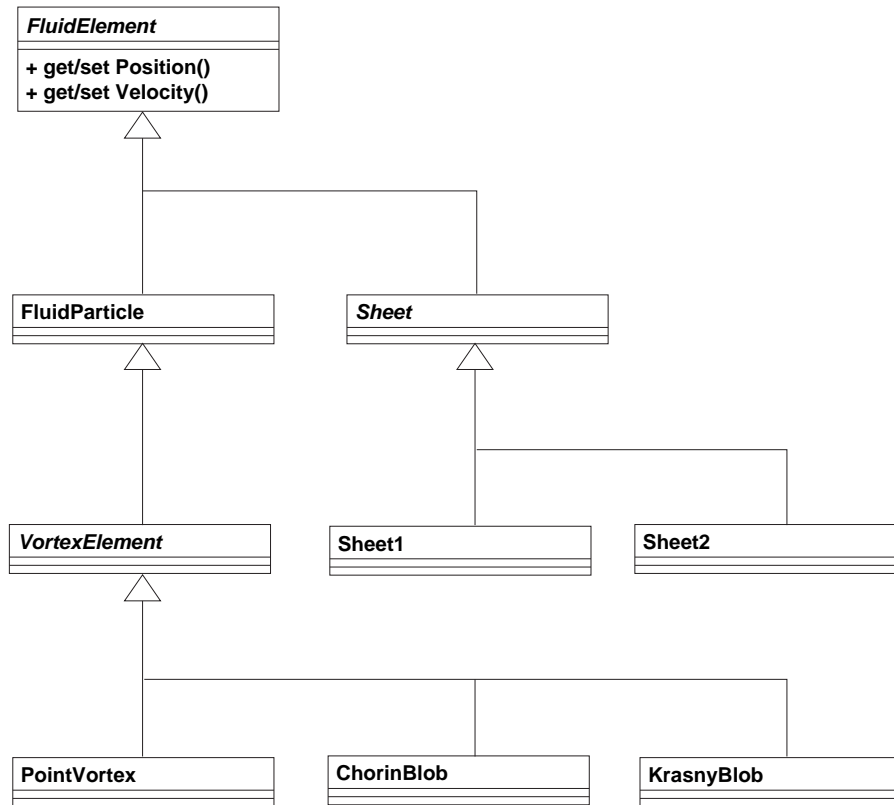 FluidElement
+ get/set Position()
+ get/set Velocity()
FluidParticle
Sheet
VortexElement
Sheet1
Sheet2
PointVortex
ChorinBlob
KrasnyBlob